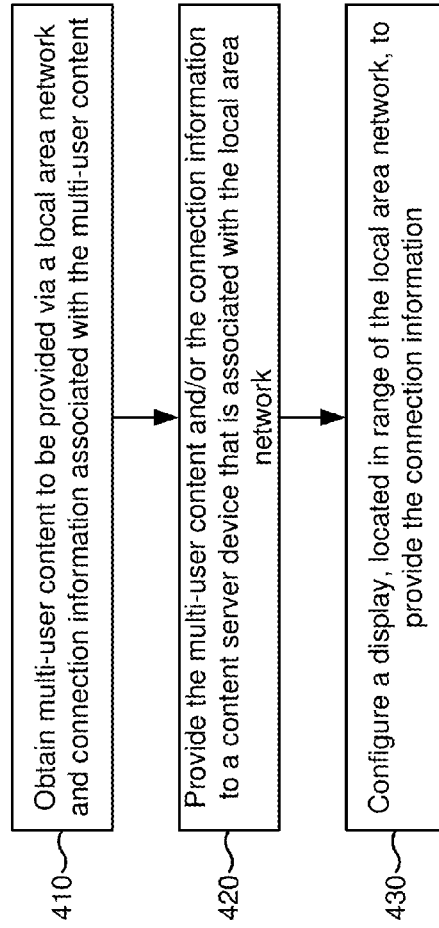 410
Obtain multi-user content to be provided via a local area network
and connection information associated with the multi-user content
420
Provide the multi-user content and/or the connection information
to a content server device that is associated with the local area
network
430
Configure a display, located in range of the local area network, to
provide the connection information